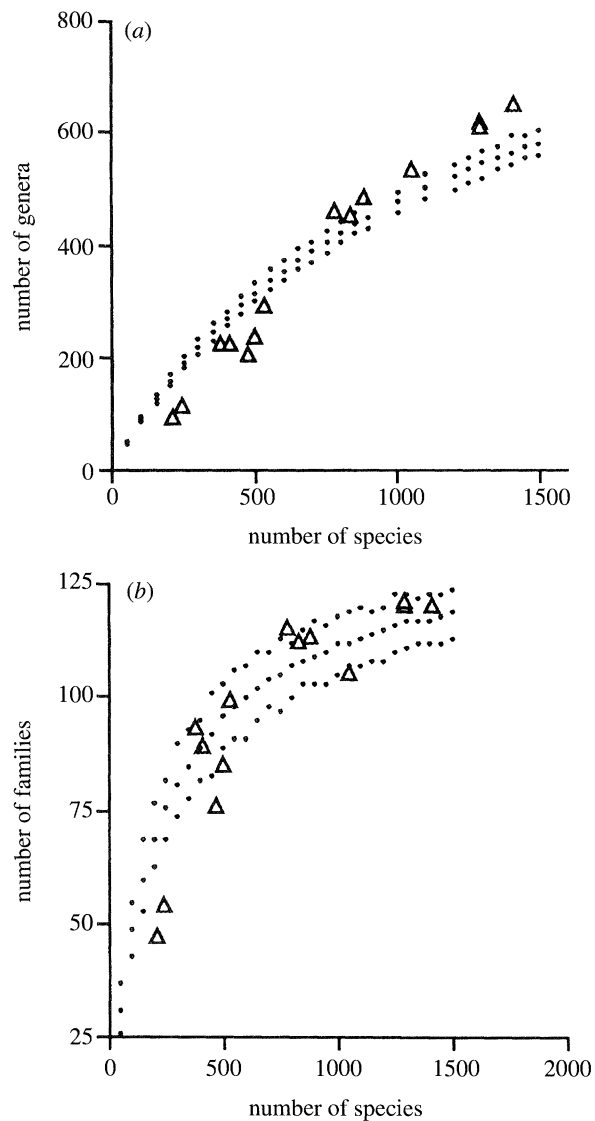 800
(a)
600
400
200
0
number of genera
0 500 1000 1500
number of species
125
(b)
100
75
50
25
number of families
0 500 1000 1500 2000
number of species